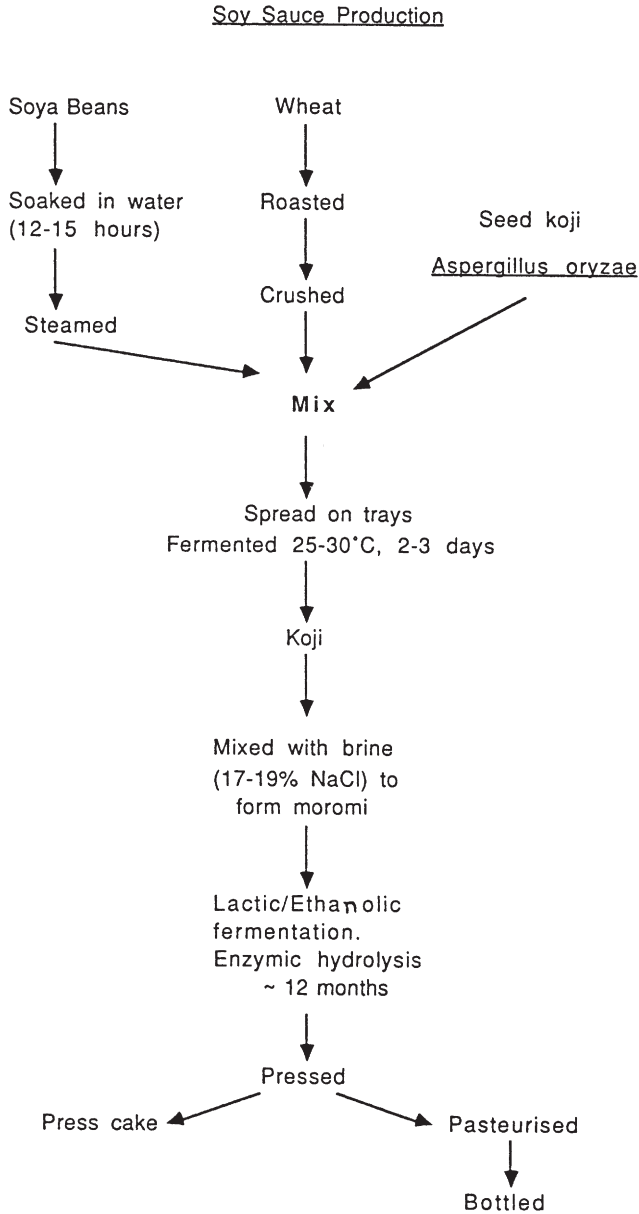 Soy Sauce Production
Soya Beans
Wheat
Soaked in water
(12-15 hours)
Roasted
Seed koji
Aspergillus oryzae
Crushed
Steamed
Mix
Spread on trays
Fermented 25-30°C, 2-3 days
Koji
Mixed with brine
(17-19% NaCl) to
form moromi
Lactic/Ethanolic
fermentation.
Enzymic hydrolysis
~ 12 months
Pressed
Press cake
Pasteurised
Bottled